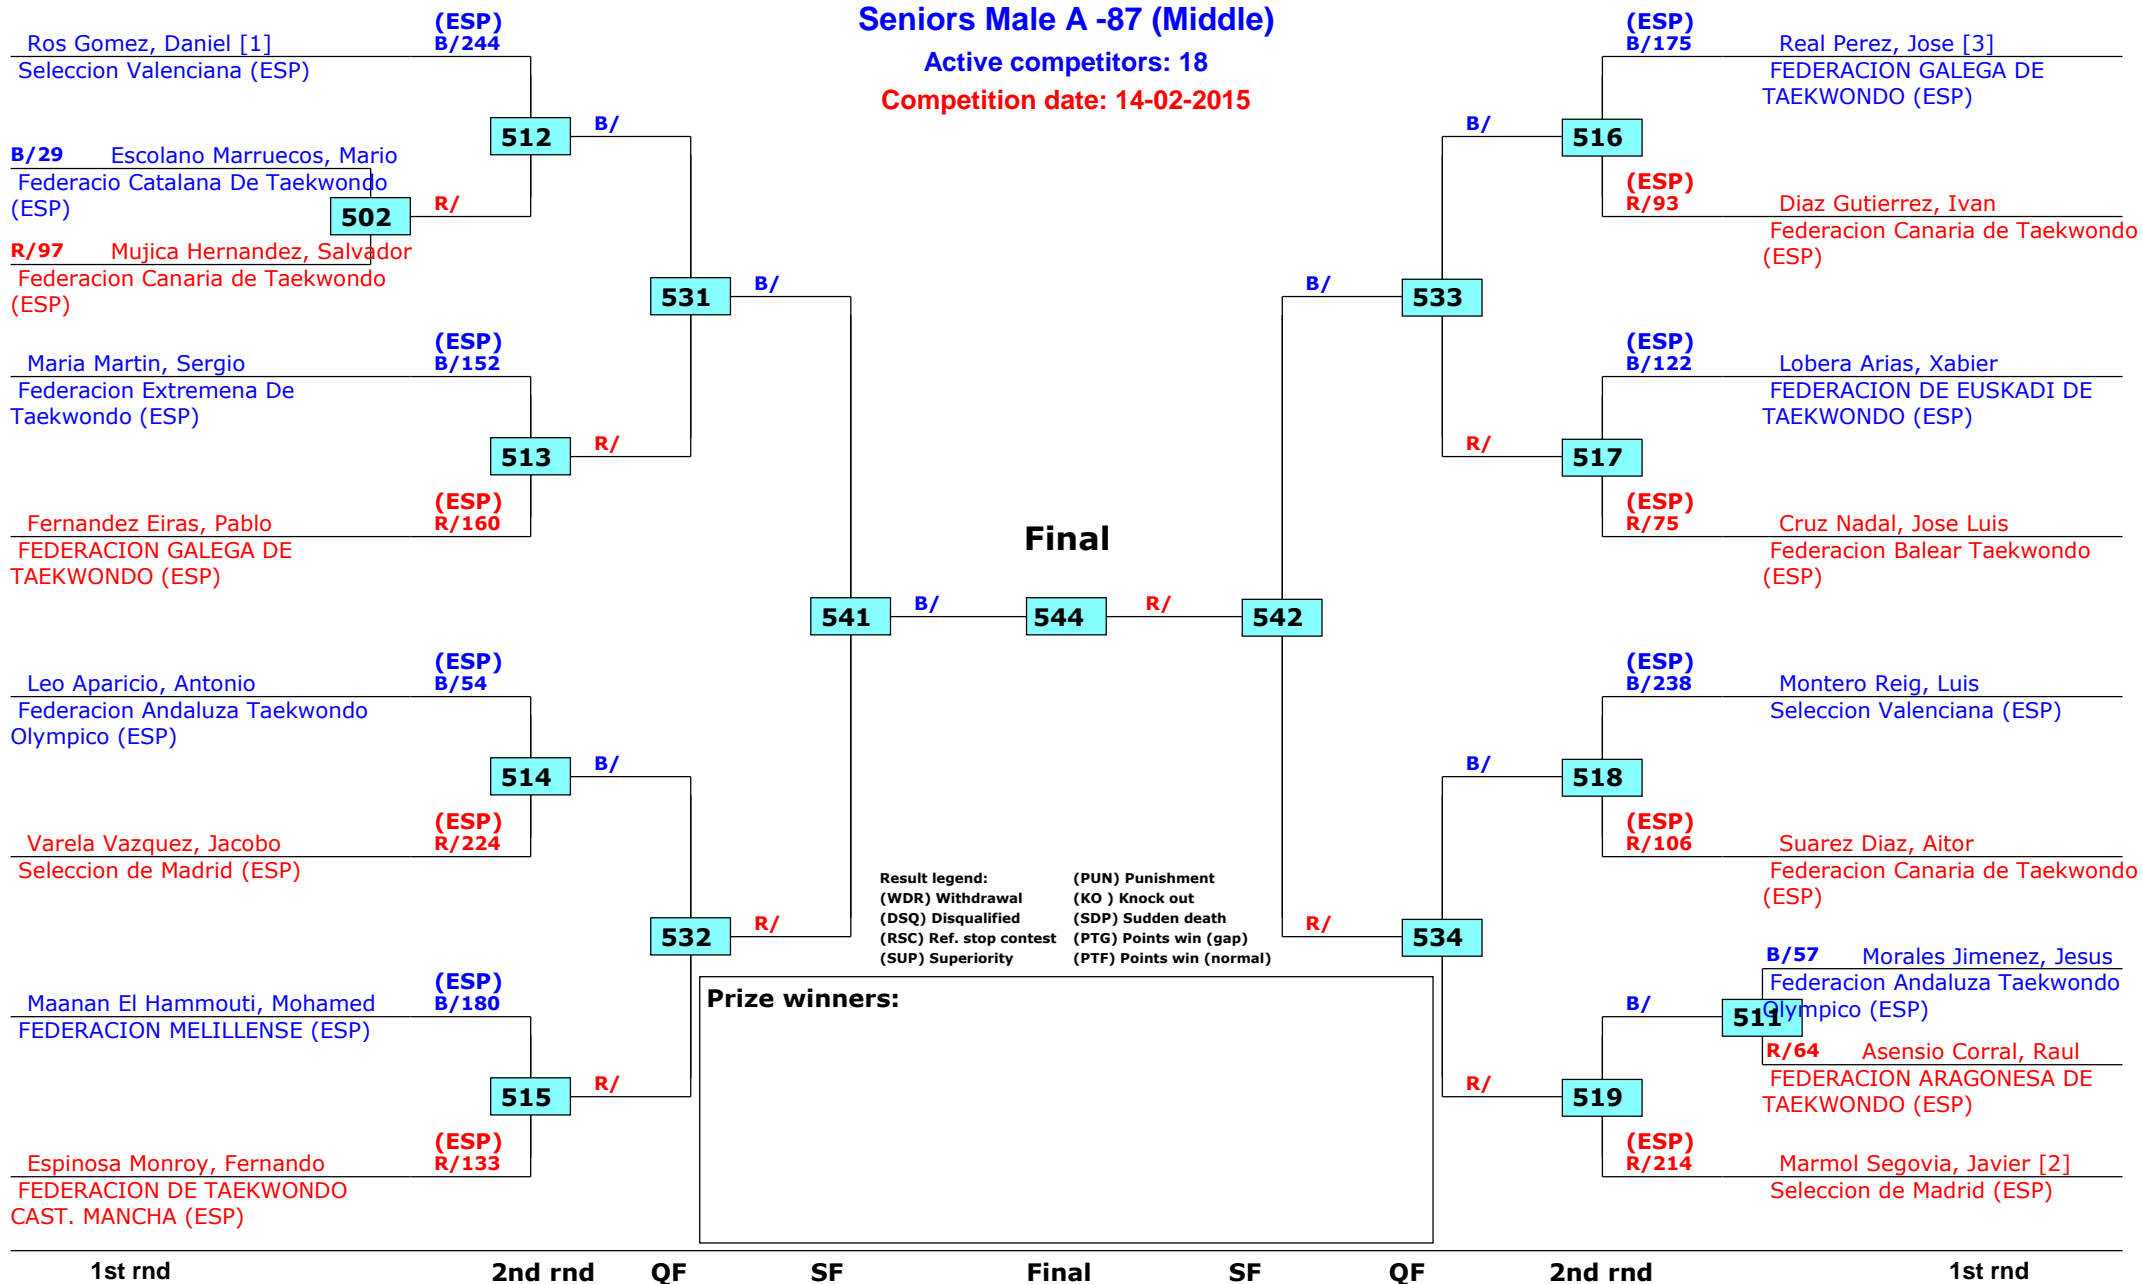 Seniors Male A -87 (Middle)
Active competitors: 18
Competition date: 14-02-2015
(ESP)
Ros Gomez, Daniel [1] B/244
Seleccion Valenciana (ESP)
512
B/
B/29 Escolano Marruecos, Mario
Federacio Catalana De Taekwondo
(ESP)
502
R/
R/97 Mujica Hernandez, Salvador
Federacion Canaria de Taekwondo
(ESP)
531
B/
(ESP)
Maria Martin, Sergio B/152
Federacion Extremena De
Taekwondo (ESP)
513
R/
(ESP)
Fernandez Eiras, Pablo R/160
FEDERACION GALEGA DE
TAEKWONDO (ESP)
541
B/
(ESP)
Leo Aparicio, Antonio B/54
Federacion Andaluza Taekwondo
Olympico (ESP)
514
B/
(ESP)
Varela Vazquez, Jacobo R/224
Seleccion de Madrid (ESP)
532
R/
(ESP)
Maanan El Hammouti, Mohamed B/180
FEDERACION MELILLENSE (ESP)
515
R/
(ESP)
Espinosa Monroy, Fernando R/133
FEDERACION DE TAEKWONDO
CAST. MANCHA (ESP)
Final
544
R/
542
(ESP)
B/175 Real Perez, Jose [3]
FEDERACION GALEGA DE
TAEKWONDO (ESP)
B/
516
(ESP)
R/93 Diaz Gutierrez, Ivan
Federacion Canaria de Taekwondo
(ESP)
B/
533
(ESP)
B/122 Lobera Arias, Xabier
FEDERACION DE EUSKADI DE
TAEKWONDO (ESP)
R/
517
(ESP)
R/75 Cruz Nadal, Jose Luis
Federacion Balear Taekwondo
(ESP)
(ESP)
B/238 Montero Reig, Luis
Seleccion Valenciana (ESP)
B/
518
(ESP)
R/106 Suarez Diaz, Aitor
Federacion Canaria de Taekwondo
(ESP)
R/
534
B/57 Morales Jimenez, Jesus
Federacion Andaluza Taekwondo
Olympico (ESP)
B/
511
R/64 Asensio Corral, Raul
FEDERACION ARAGONESA DE
TAEKWONDO (ESP)
R/
519
(ESP)
R/214 Marmol Segovia, Javier [2]
Seleccion de Madrid (ESP)
Result legend: (PUN) Punishment
(WDR) Withdrawal (KO ) Knock out
(DSQ) Disqualified (SDP) Sudden death
(RSC) Ref. stop contest (PTG) Points win (gap)
(SUP) Superiority (PTF) Points win (normal)
Prize winners:
1st rnd 2nd rnd QF SF Final SF QF 2nd rnd 1st rnd